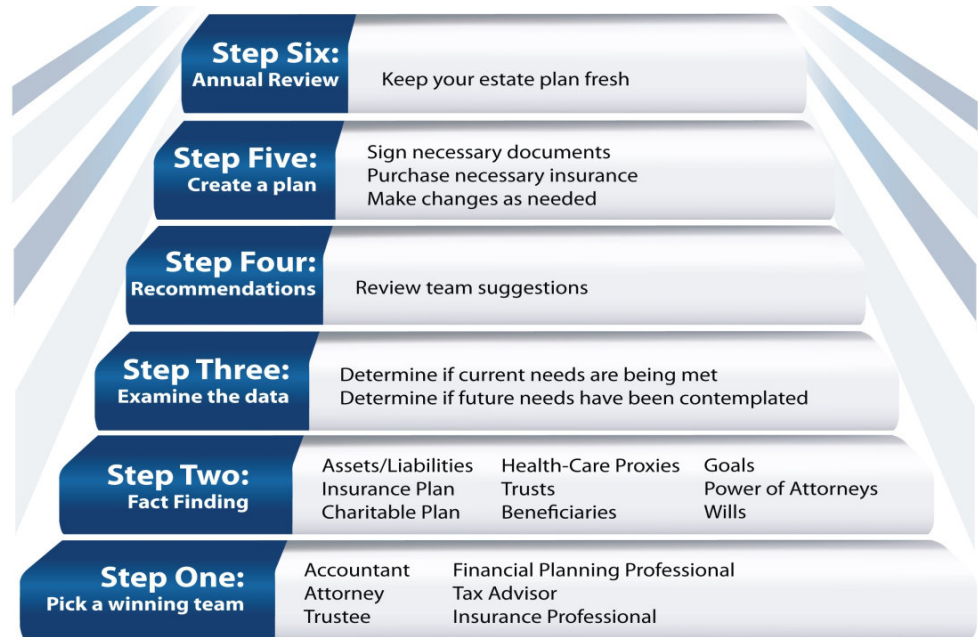 Step Six:
Annual Review
Keep your estate plan fresh
Step Five:
Create a plan
Sign necessary documents
Purchase necessary insurance
Make changes as needed
Step Four:
Recommendations
Review team suggestions
Step Three:
Examine the data
Determine if current needs are being met
Determine if future needs have been contemplated
Step Two:
Fact Finding
Assets/Liabilities Health-Care Proxies Goals
Insurance Plan Trusts Power of Attorneys
Charitable Plan Beneficiaries Wills
Step One:
Pick a winning team
Accountant Financial Planning Professional
Attorney Tax Advisor
Trustee Insurance Professional